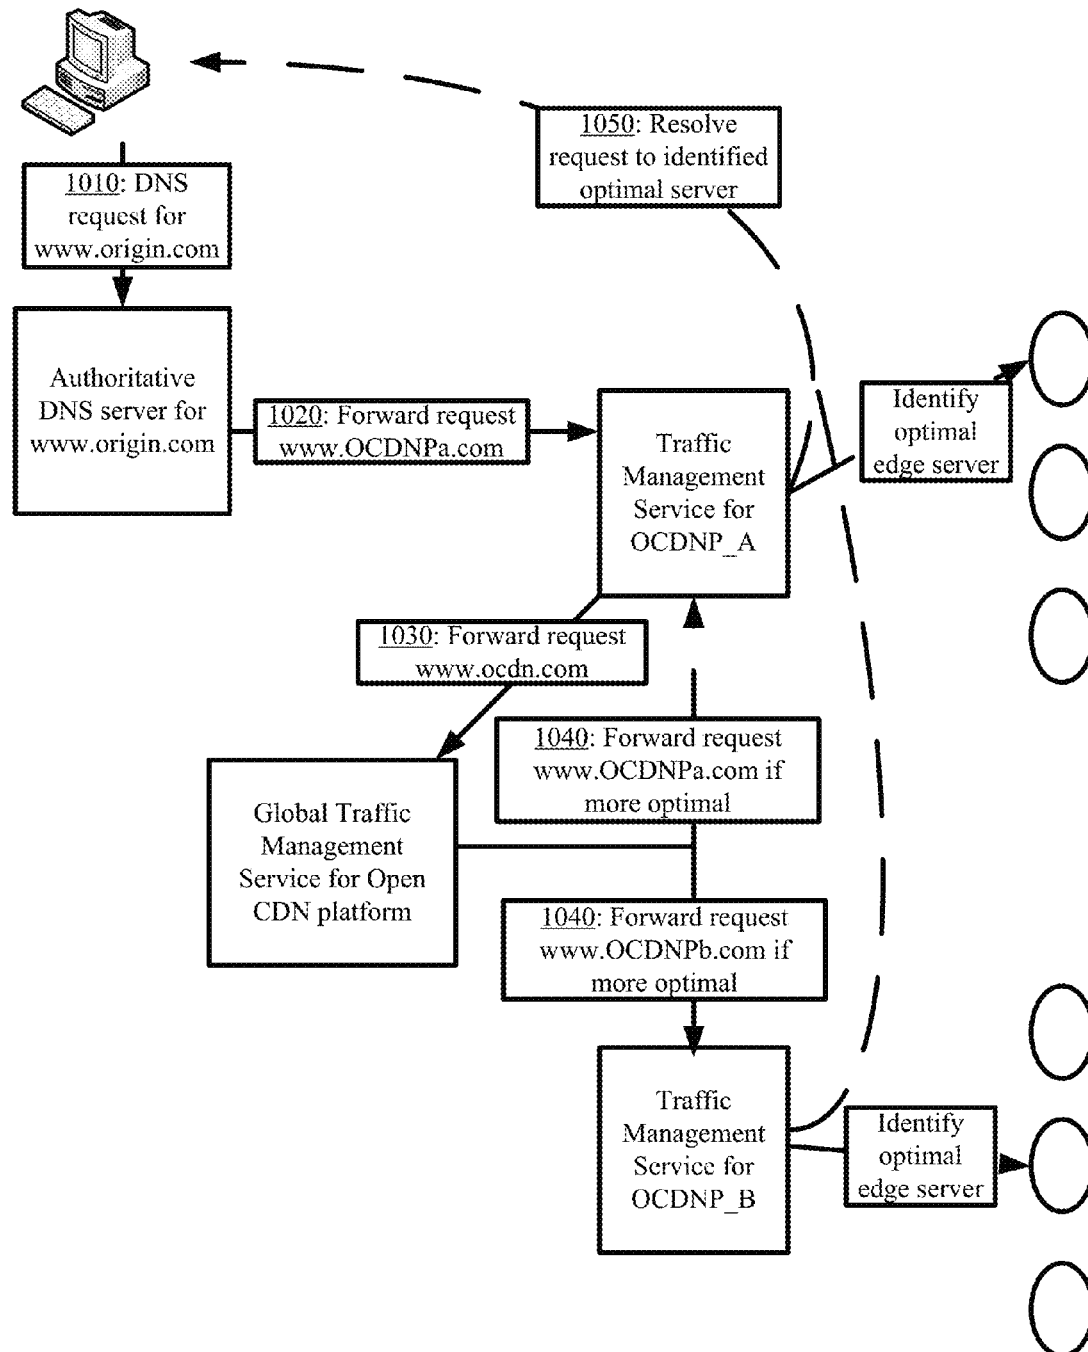 1010: DNS
request for
www.origin.com
1050: Resolve
request to identified
optimal server
Authoritative
DNS server for
www.origin.com
1020: Forward request
www.OCDNPa.com
Traffic
Management
Service for
OCDNP_A
Identify
optimal
edge server
1030: Forward request
www.ocdn.com
1040: Forward request
www.OCDNPa.com if
more optimal
Global Traffic
Management
Service for Open
CDN platform
1040: Forward request
www.OCDNPb.com if
more optimal
Traffic
Management
Service for
OCDNP_B
Identify
optimal
edge server